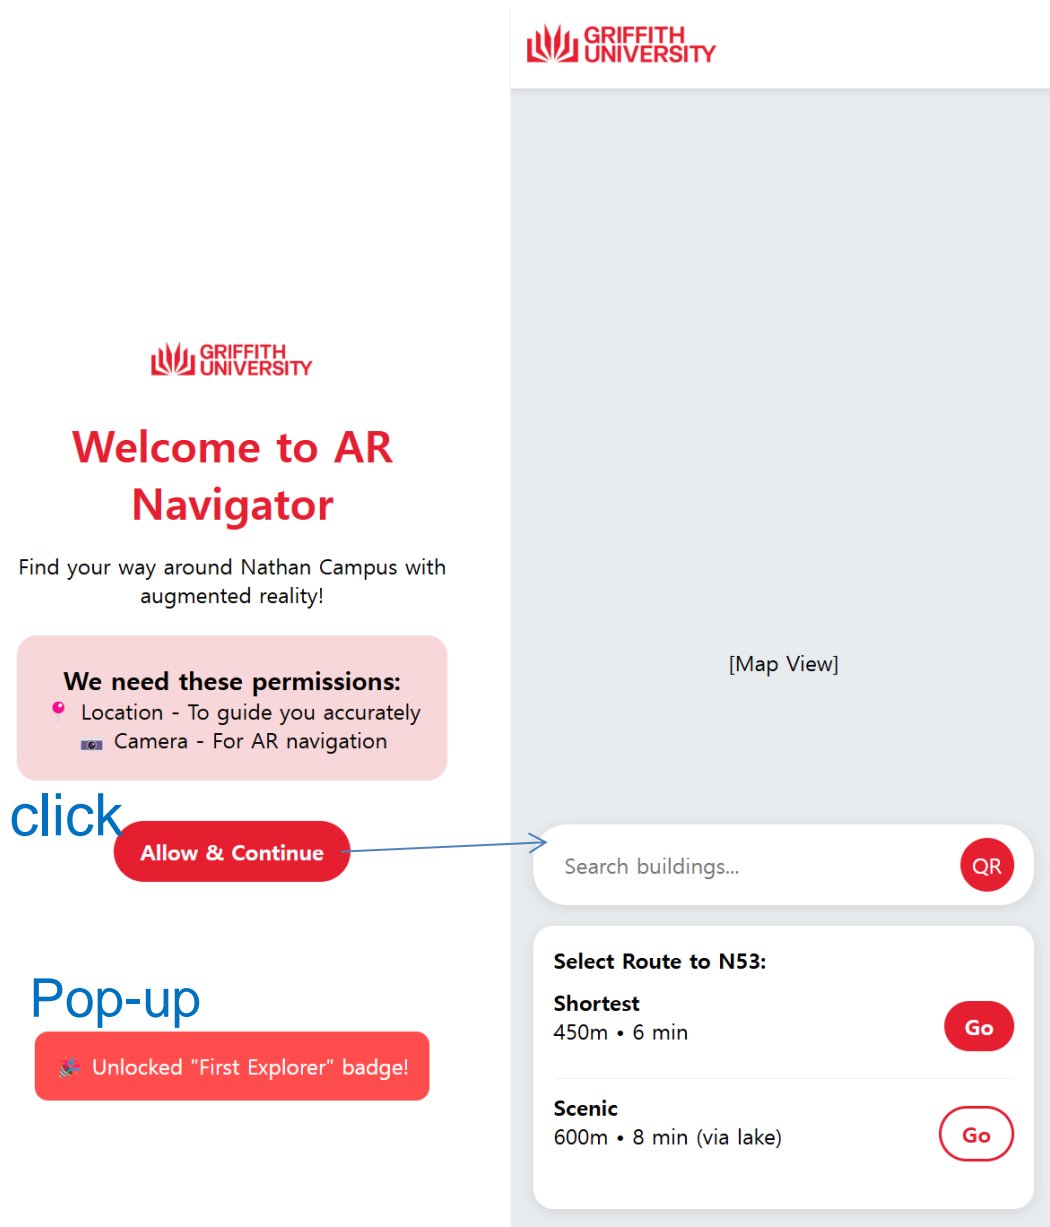 GRIFFITH
UNIVERSITY
Welcome to AR
Navigator
Find your way around Nathan Campus with
augmented reality!
We need these permissions:
📍 Location - To guide you accurately
📷 Camera - For AR navigation
click
Allow & Continue
Pop-up
🎉 Unlocked "First Explorer" badge!
GRIFFITH
UNIVERSITY
[Map View]
Search buildings...
QR
Select Route to N53:
Shortest
450m • 6 min
Go
Scenic
600m • 8 min (via lake)
Go